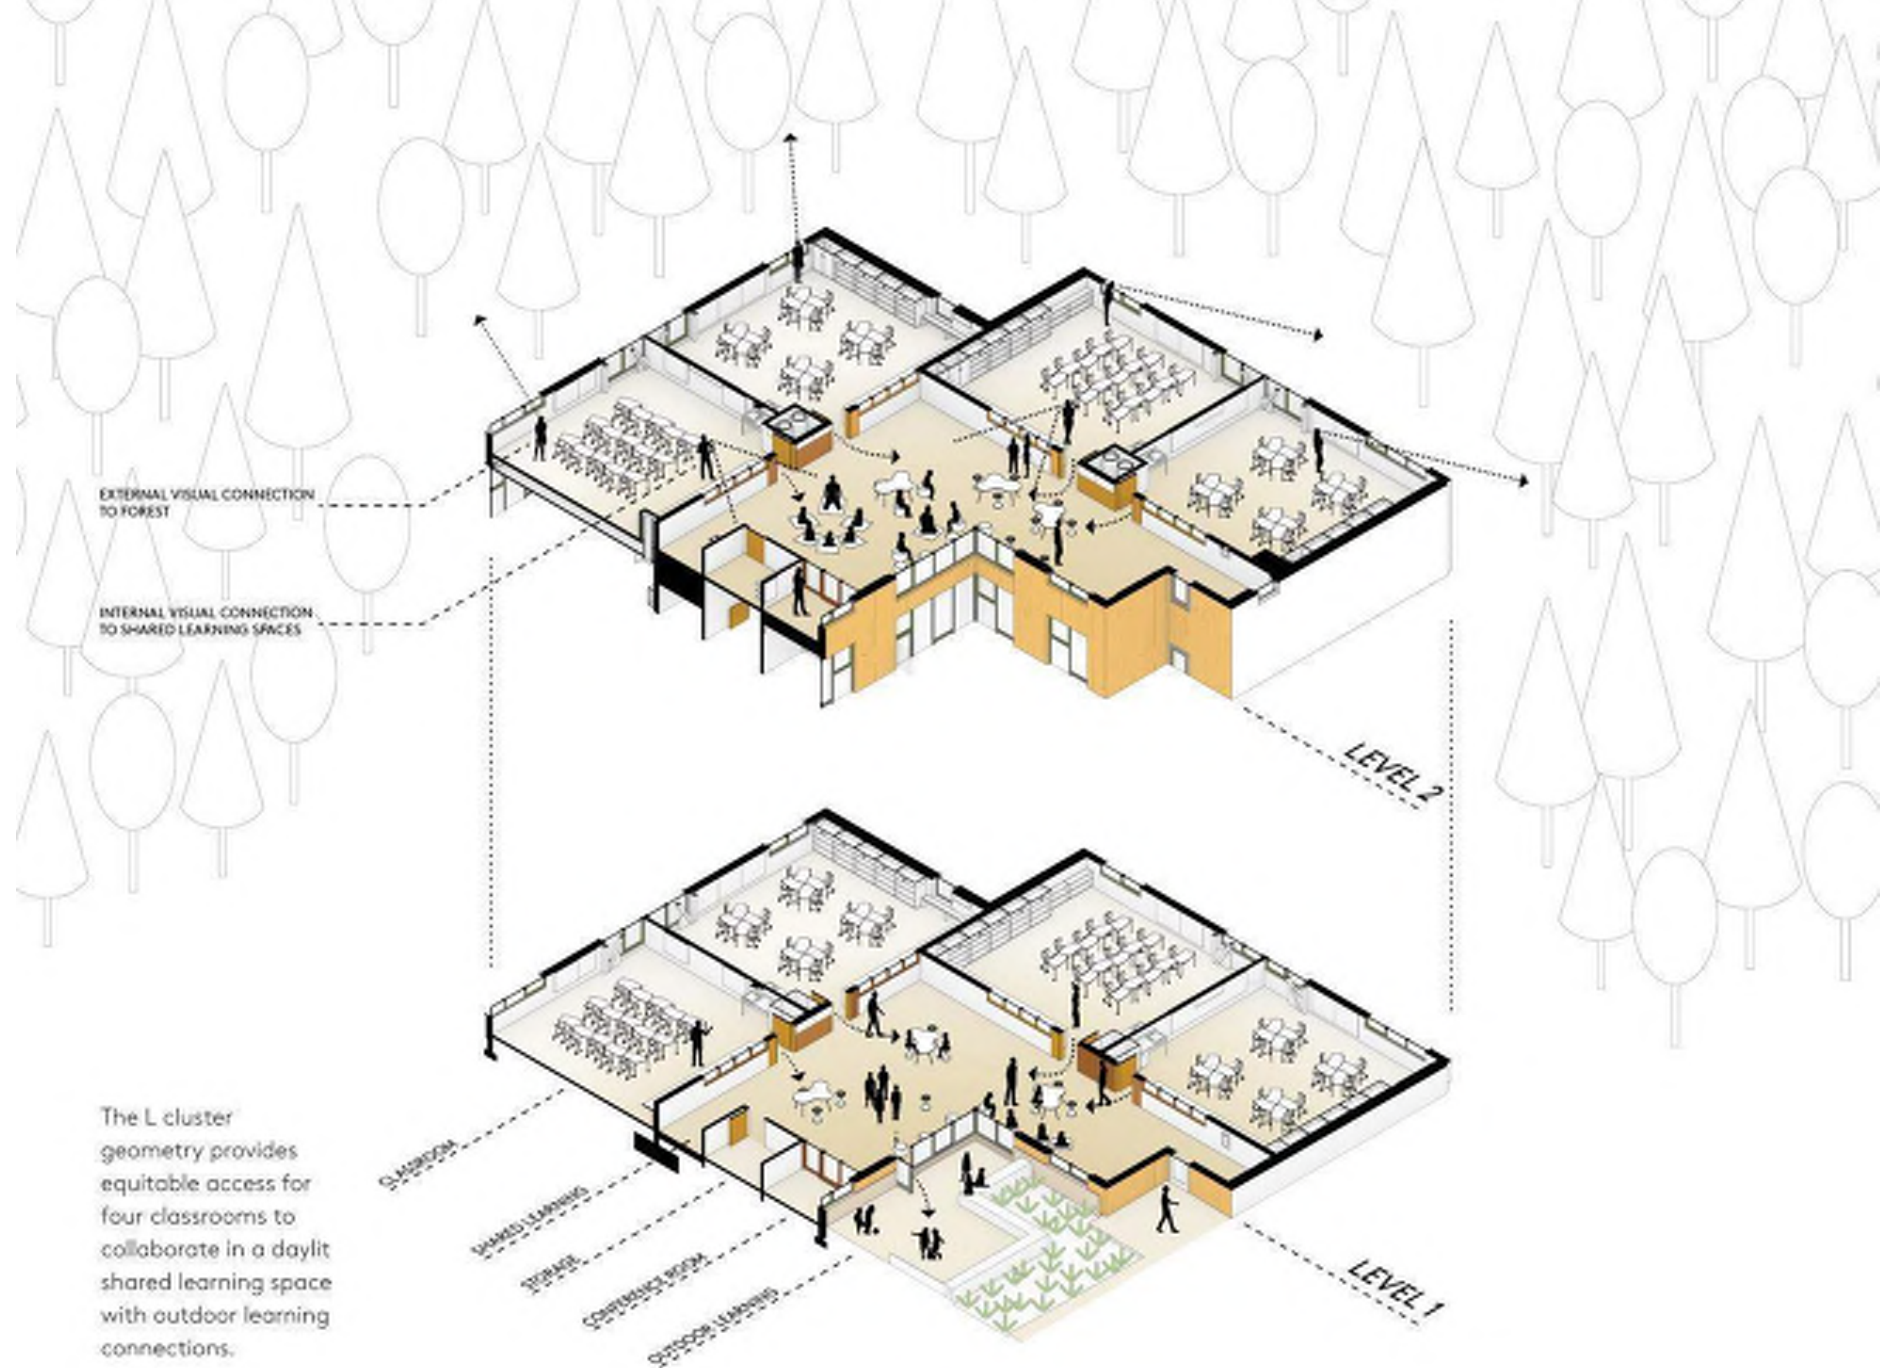 EXTERNAL VISUAL CONNECTION
TO FOREST
INTERNAL VISUAL CONNECTION
TO SHARED LEARNING SPACES
LEVEL 2
The L cluster
geometry provides
equitable access for
four classrooms to
collaborate in a daylit
shared learning space
with outdoor learning
connections.
CLASSROOM
SHARED LEARNING
STORAGE
CONFERENCE ROOM
OUTDOOR LEARNING
LEVEL 1